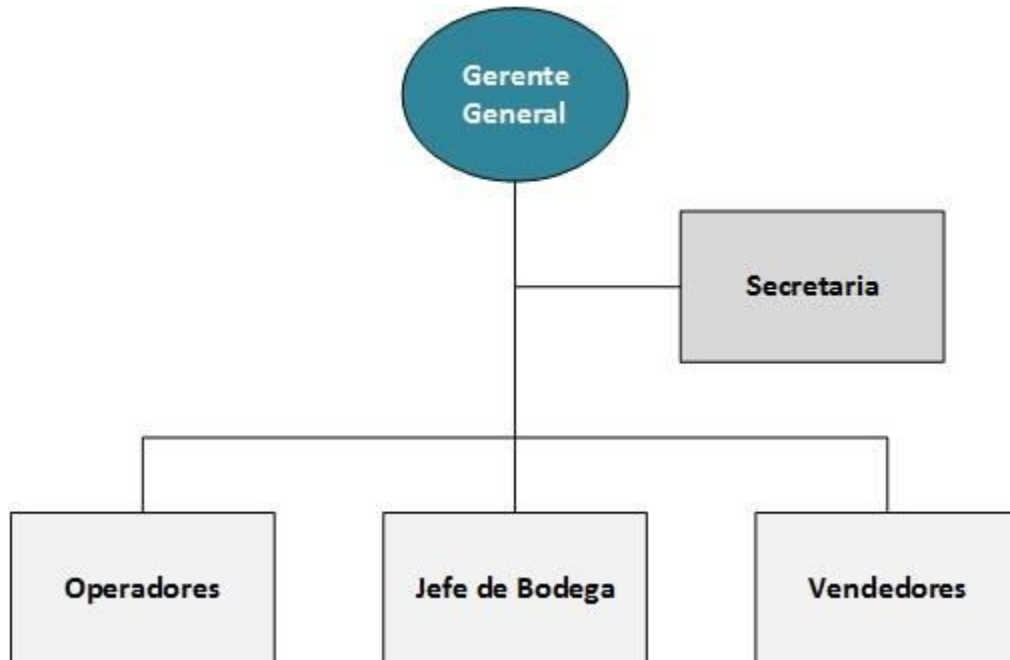 Gerente
General
Secretaria
Operadores
Jefe de Bodega
Vendedores